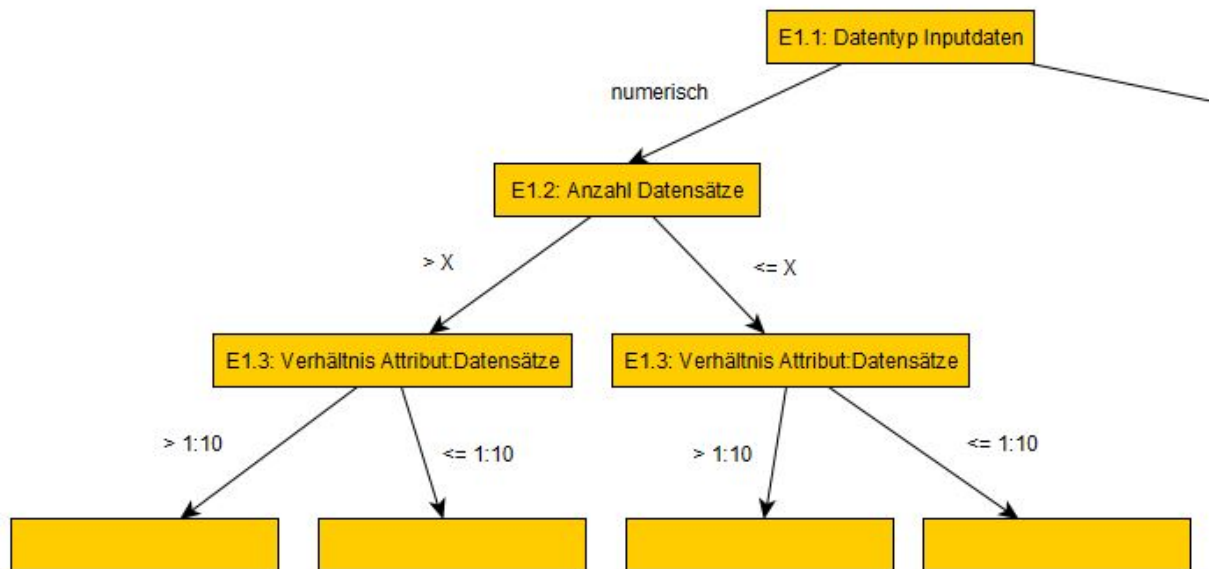 E1.1: Datentyp Inputdaten
numerisch
E1.2: Anzahl Datensätze
> X
<= X
E1.3: Verhältnis Attribut:Datensätze
E1.3: Verhältnis Attribut:Datensätze
> 1:10
<= 1:10
> 1:10
<= 1:10